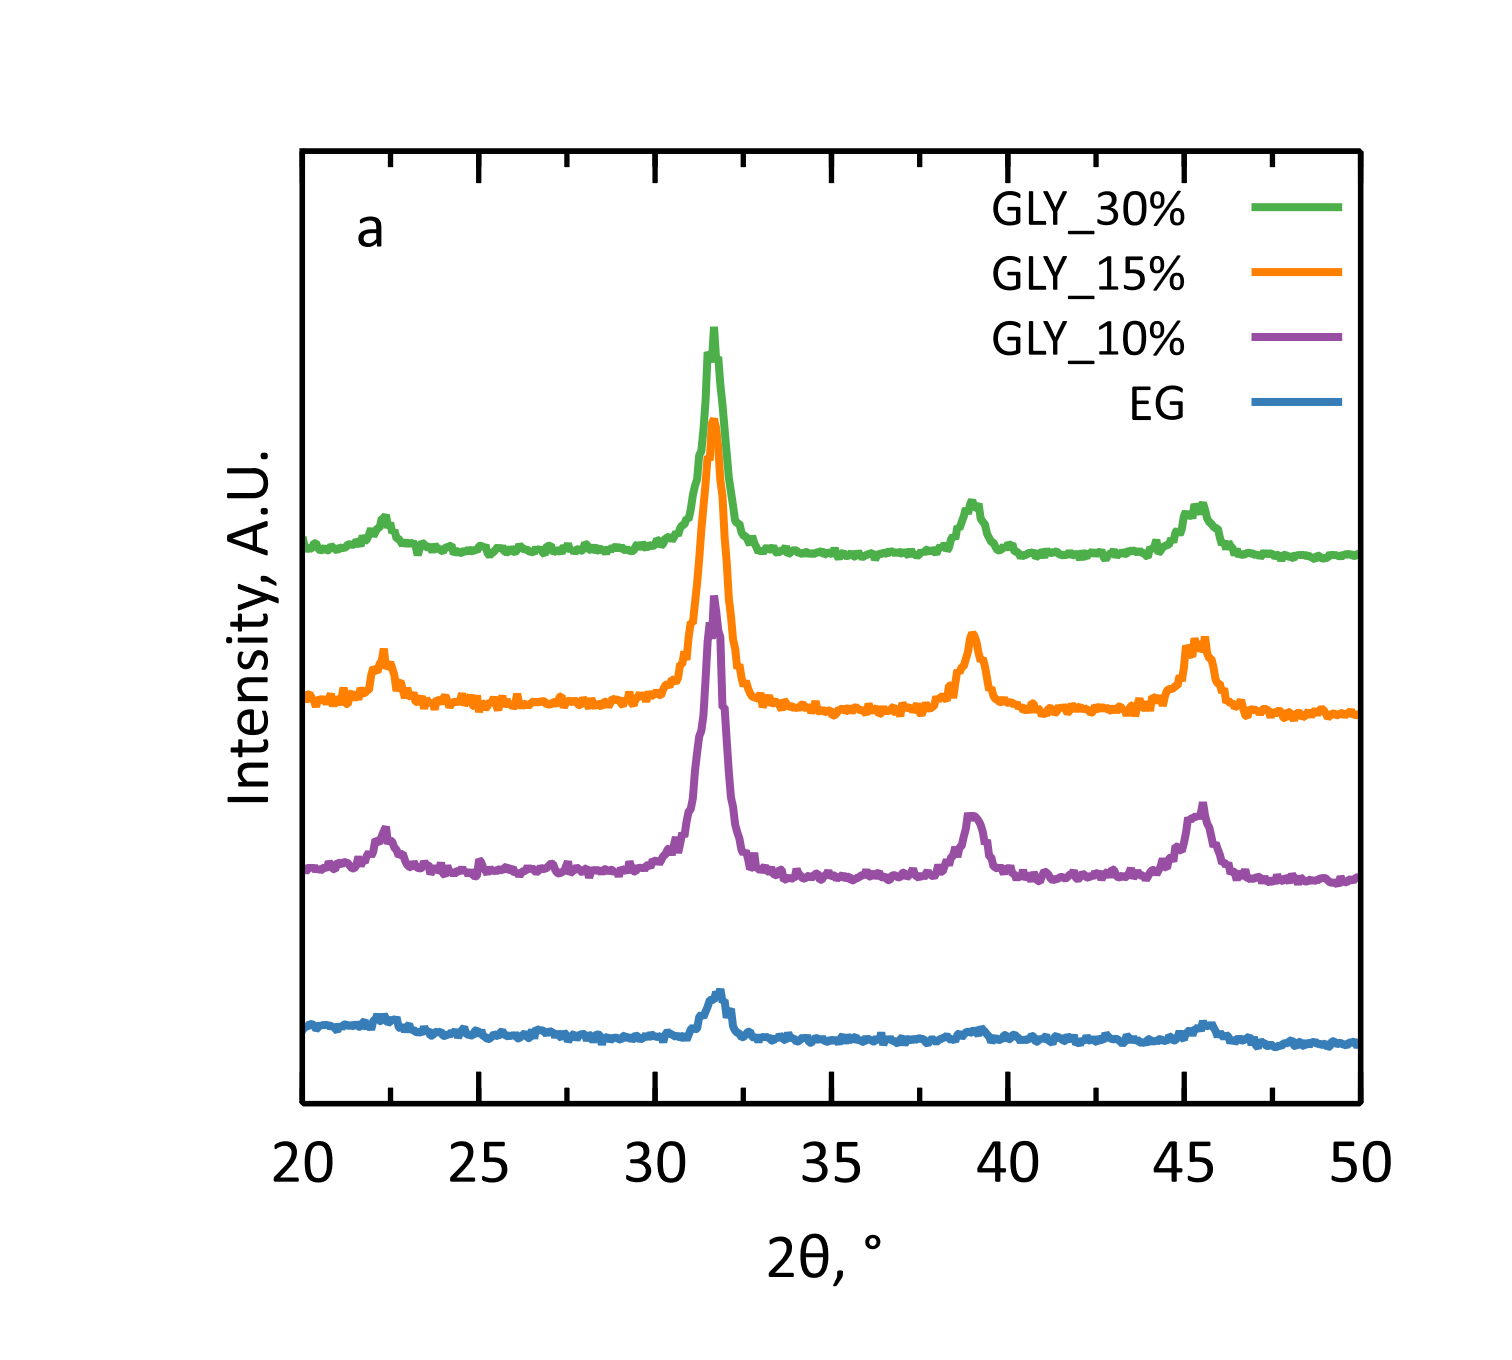 a
GLY_30%
GLY_15%
GLY_10%
EG
Intensity, A.U.
20 25 30 35 40 45 50
2θ, °